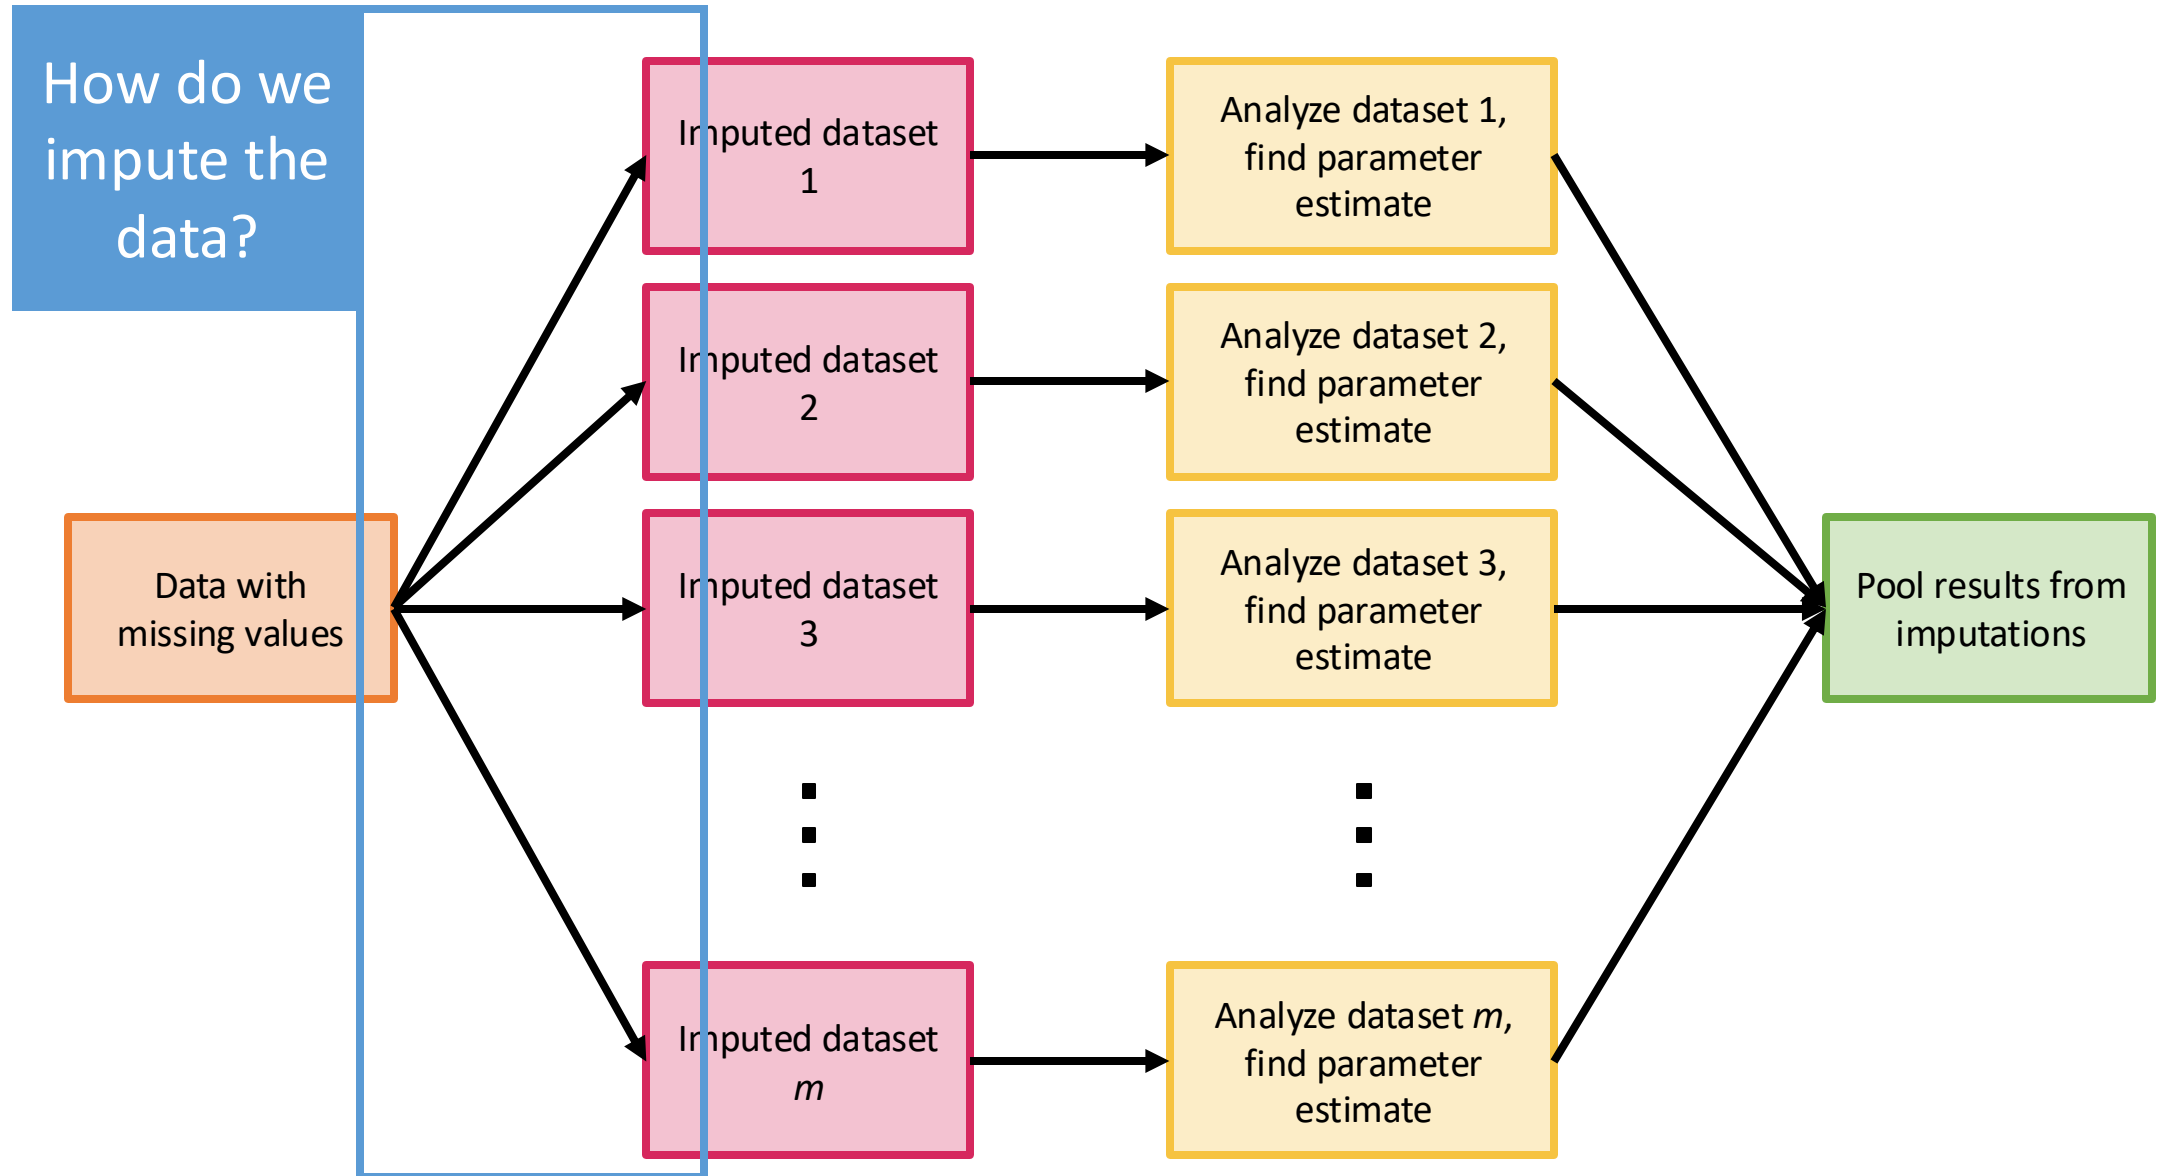 How do we
impute the
data?
Data with
missing values
Imputed dataset
1
Imputed dataset
2
Imputed dataset
3
Imputed dataset
m
Analyze dataset 1,
find parameter
estimate
Analyze dataset 2,
find parameter
estimate
Analyze dataset 3,
find parameter
estimate
Analyze dataset m,
find parameter
estimate
Pool results from
imputations